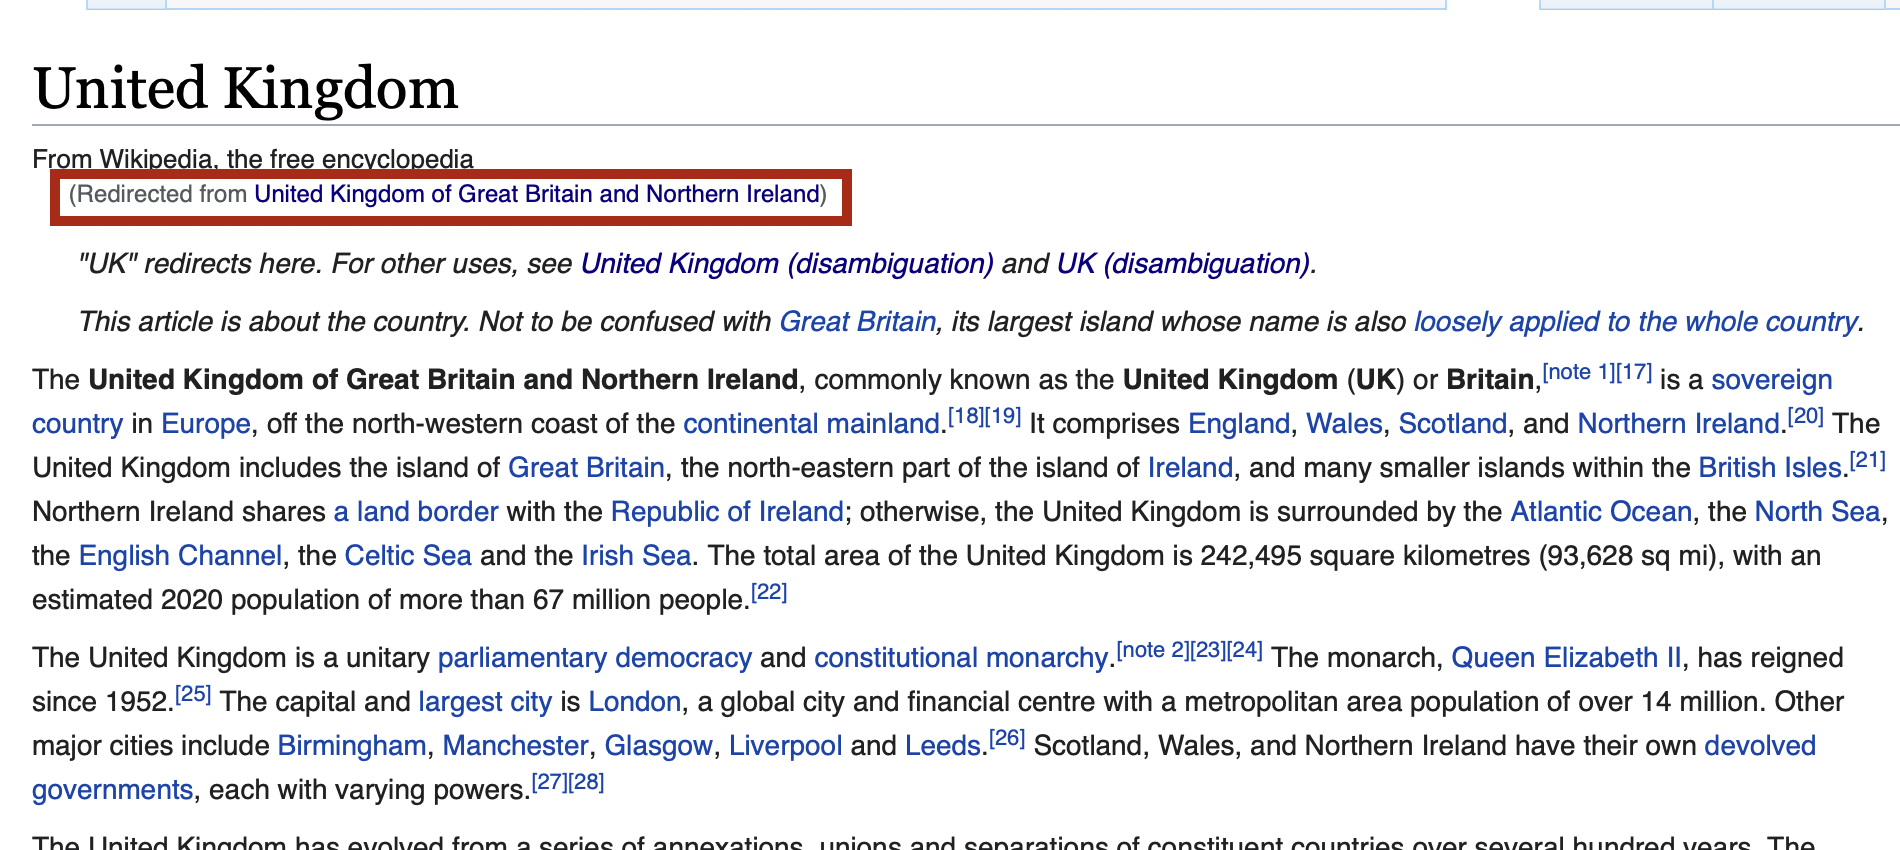 United Kingdom
From Wikipedia, the free encyclopedia
(Redirected from United Kingdom of Great Britain and Northern Ireland)
"UK" redirects here. For other uses, see United Kingdom (disambiguation) and UK (disambiguation).
This article is about the country. Not to be confused with Great Britain, its largest island whose name is also loosely applied to the whole country.
The United Kingdom of Great Britain and Northern Ireland, commonly known as the United Kingdom (UK) or Britain,[note 1][17] is a sovereign
country in Europe, off the north-western coast of the continental mainland.[18][19] It comprises England, Wales, Scotland, and Northern Ireland.[20] The
United Kingdom includes the island of Great Britain, the north-eastern part of the island of Ireland, and many smaller islands within the British Isles.[21]
Northern Ireland shares a land border with the Republic of Ireland; otherwise, the United Kingdom is surrounded by the Atlantic Ocean, the North Sea,
the English Channel, the Celtic Sea and the Irish Sea. The total area of the United Kingdom is 242,495 square kilometres (93,628 sq mi), with an
estimated 2020 population of more than 67 million people.[22]
The United Kingdom is a unitary parliamentary democracy and constitutional monarchy.[note 2][23][24] The monarch, Queen Elizabeth II, has reigned
since 1952.[25] The capital and largest city is London, a global city and financial centre with a metropolitan area population of over 14 million. Other
major cities include Birmingham, Manchester, Glasgow, Liverpool and Leeds.[26] Scotland, Wales, and Northern Ireland have their own devolved
governments, each with varying powers.[27][28]
The United Kingdom has evolved from a series of annexations, unions and separations of constituent countries over several hundred years. The